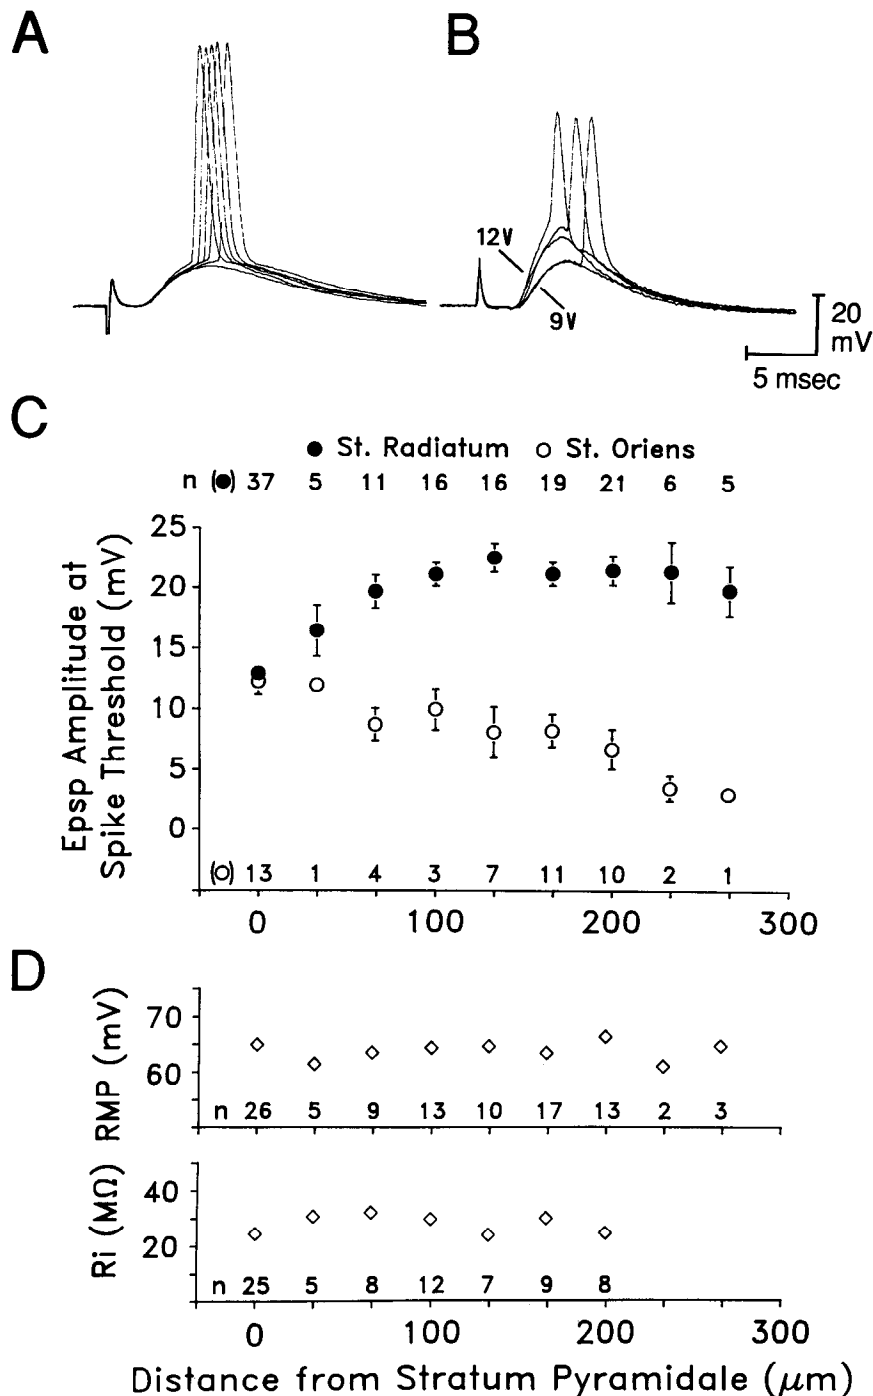 A
B
12V
9V
20
mV
5 msec
C
● St. Radiatum ○ St. Oriens
n (●) 37 5 11 16 16 19 21 6 5
Epsp Amplitude at
Spike Threshold (mV)
25
20
15
10
5
0
(○) 13 1 4 3 7 11 10 2 1
0 100 200 300
D
RMP (mV)
70
60
n 26 5 9 13 10 17 13 2 3
Ri (MΩ)
40
20
n 25 5 8 12 7 9 8
0 100 200 300
Distance from Stratum Pyramidale (μm)